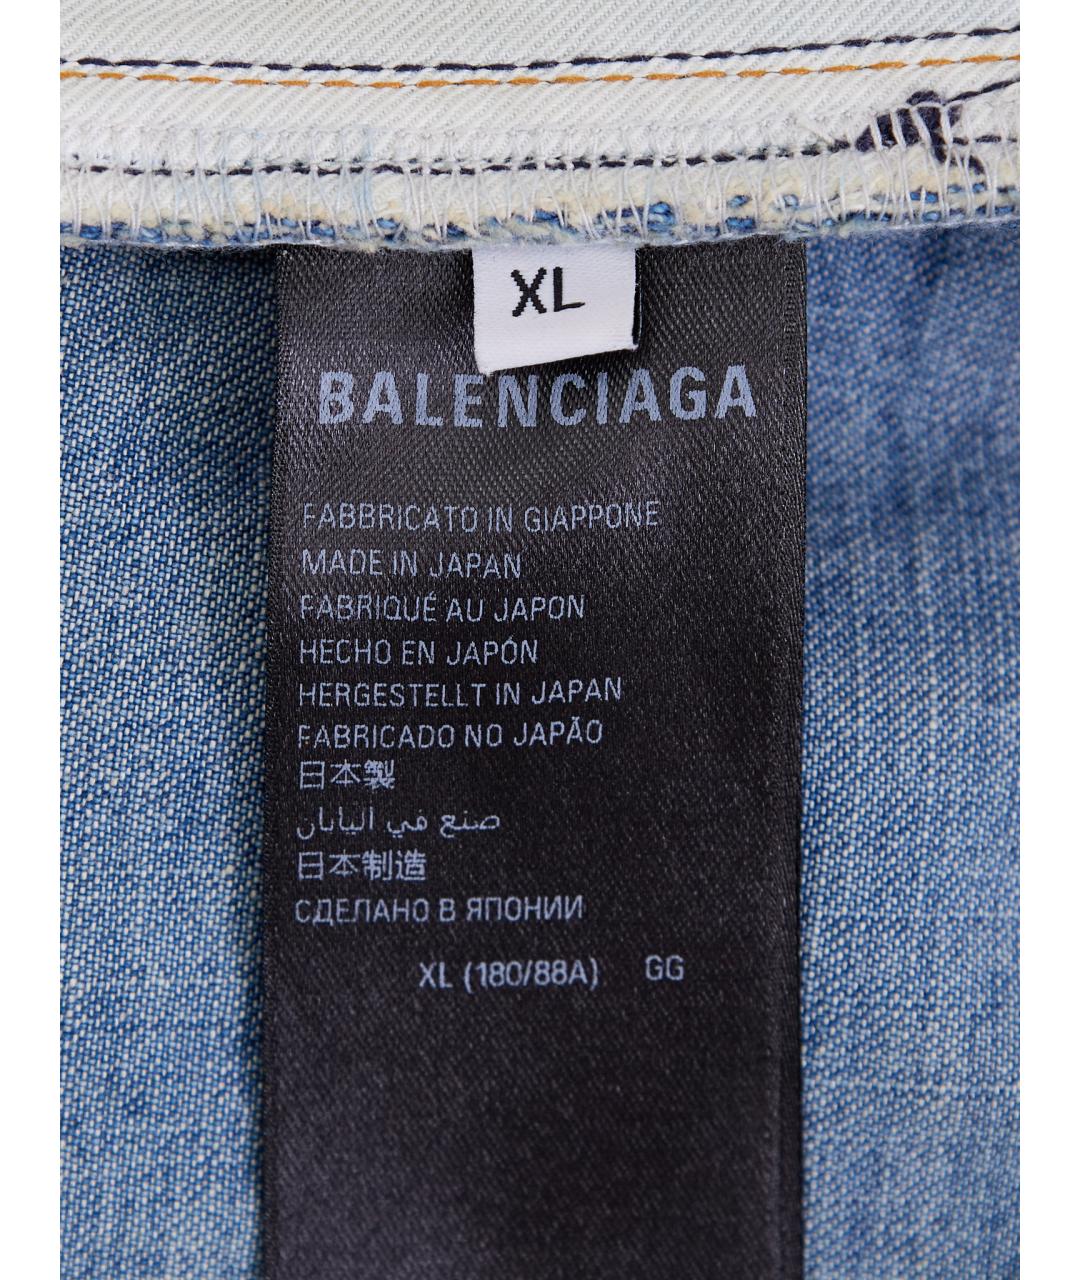 XL
BALENCIAGA
FABBRICATO IN GIAPPONE
MADE IN JAPAN
FABRIQUÉ AU JAPON
HECHO EN JAPÓN
HERGESTELLT IN JAPAN
FABRICADO NO JAPÃO
日本製
صنع في اليابان
日本制造
СДЕЛАНО В ЯПОНИИ
XL (180/88A) GG